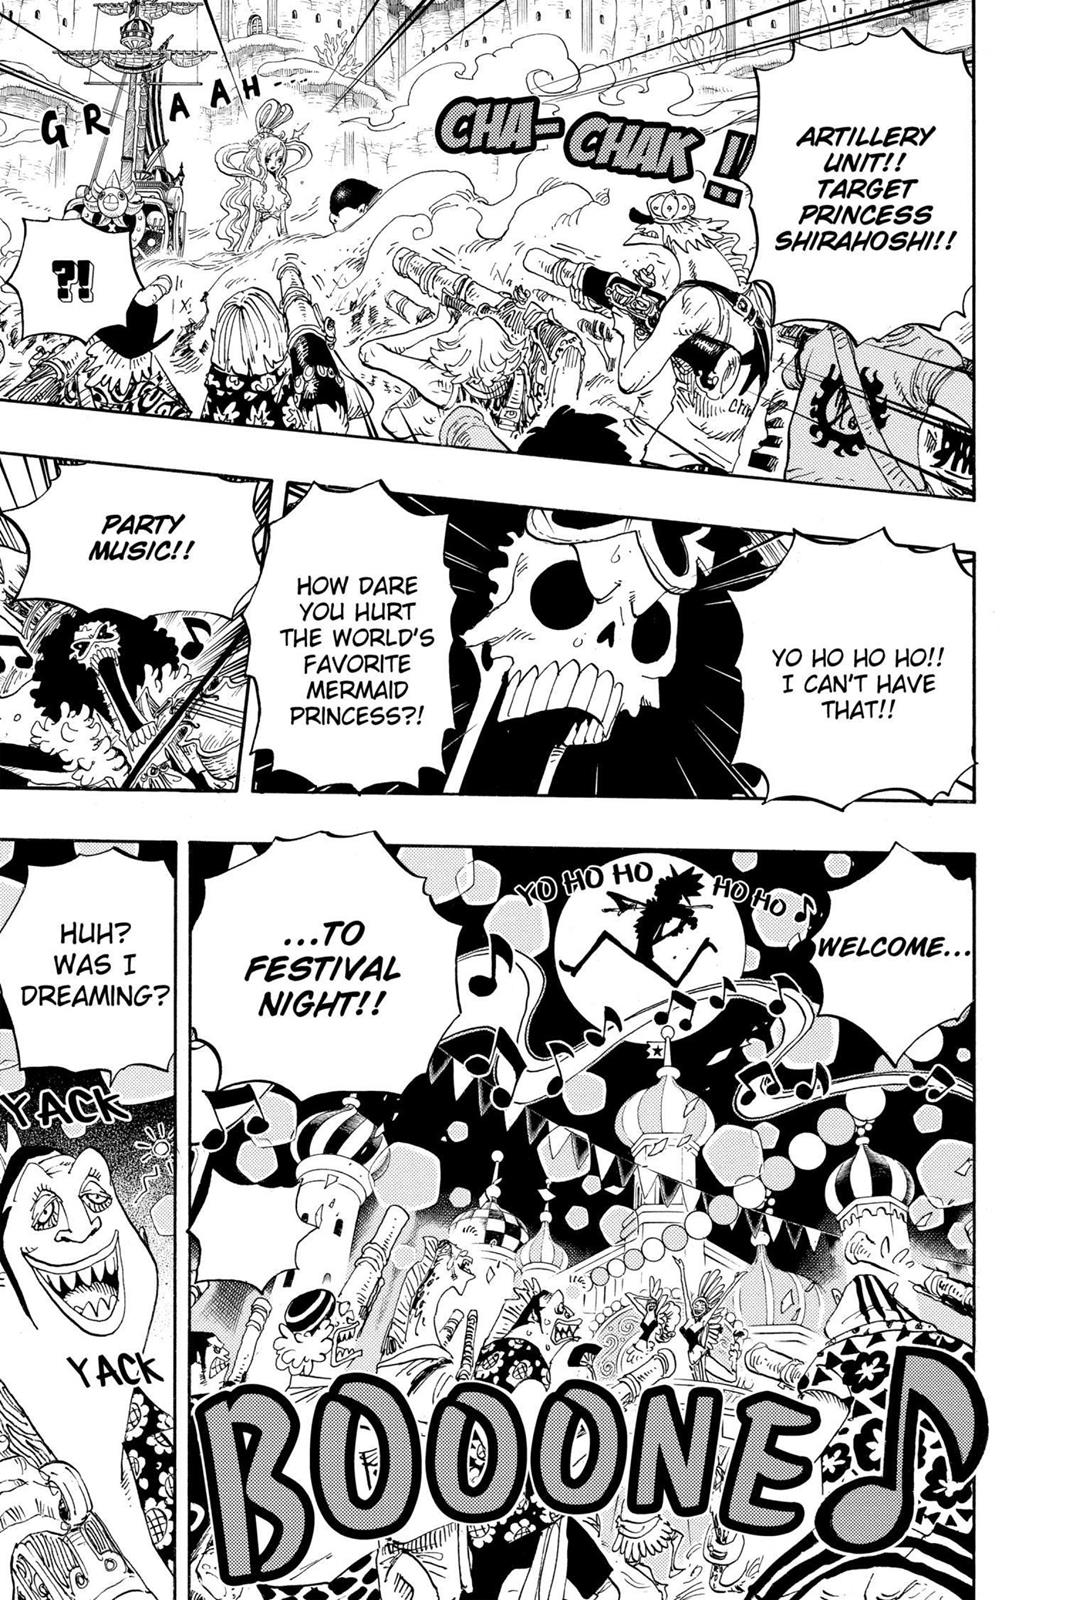 ARTILLERY
UNIT!!
TARGET
PRINCESS
SHIRAHOSHI!!
CHA-CHAK!!
GRAAH...
?!
YO HO HO HO!!
I CAN'T HAVE
THAT!!
HOW DARE
YOU HURT
THE WORLD'S
FAVORITE
MERMAID
PRINCESS?!
PARTY
MUSIC!!
WELCOME...
YO HO HO HO HO
...TO
FESTIVAL
NIGHT!!
BOOONE
HUH?
WAS I
DREAMING?
YACK
YACK